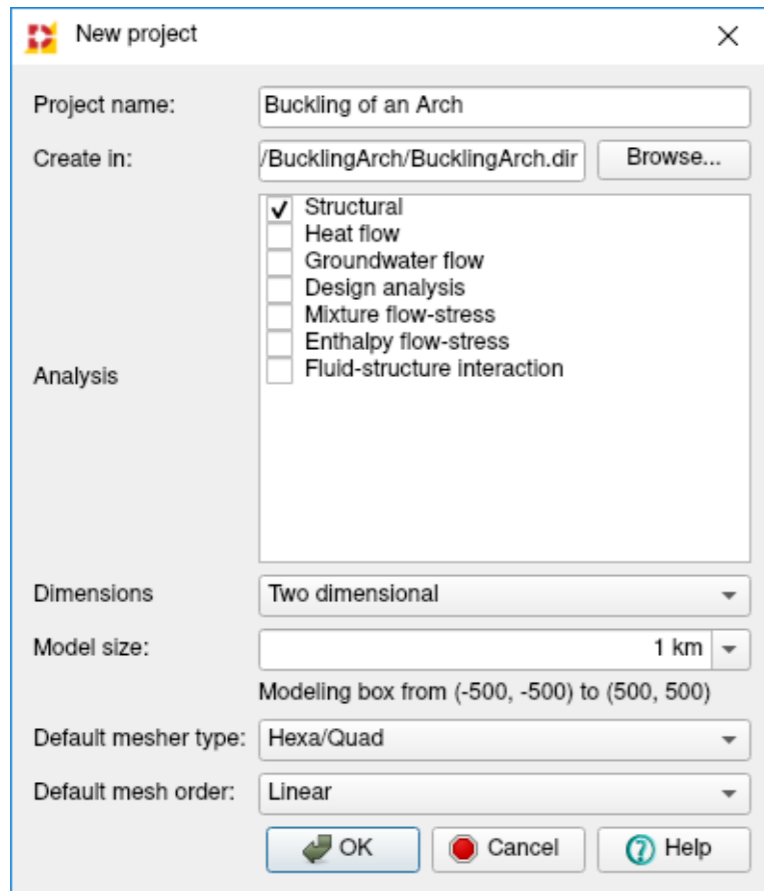 New project
Project name: Buckling of an Arch
Create in: /BucklingArch/BucklingArch.dir Browse...
Structural
Heat flow
Groundwater flow
Design analysis
Mixture flow-stress
Enthalpy flow-stress
Fluid-structure interaction
Analysis
Dimensions Two dimensional
Model size: 1 km
Modeling box from (-500, -500) to (500, 500)
Default mesher type: Hexa/Quad
Default mesh order: Linear
OK Cancel Help